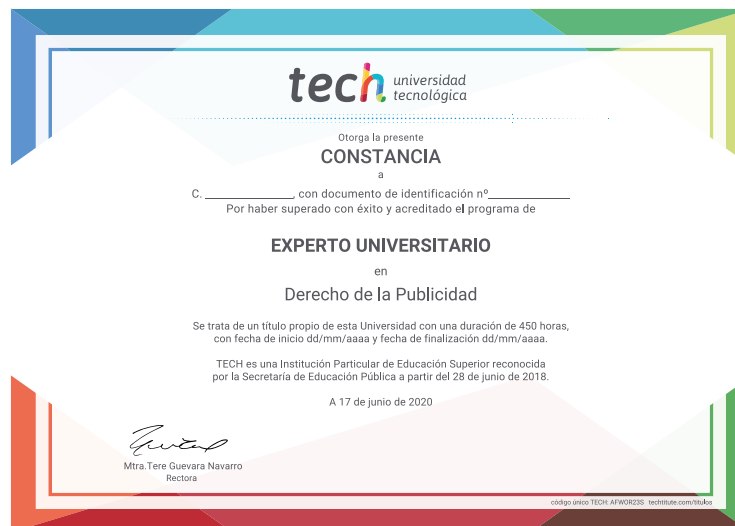 tech universidad
tecnológica
Otorga la presente
CONSTANCIA
a
C. ______________, con documento de identificación nº______________
Por haber superado con éxito y acreditado el programa de
EXPERTO UNIVERSITARIO
en
Derecho de la Publicidad
Se trata de un título propio de esta Universidad con una duración de 450 horas,
con fecha de inicio dd/mm/aaaa y fecha de finalización dd/mm/aaaa.
TECH es una Institución Particular de Educación Superior reconocida
por la Secretaría de Educación Pública a partir del 28 de junio de 2018.
A 17 de junio de 2020
Mtra.Tere Guevara Navarro
Rectora
código único TECH: AFWOR23S techtitute.com/titulos